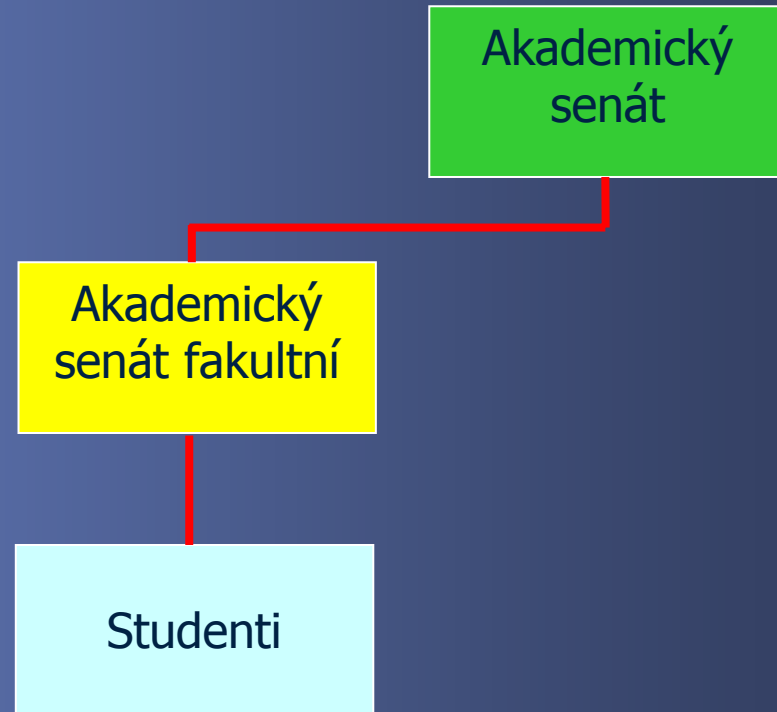 Akademický
senát
Akademický
senát fakultní
Studenti